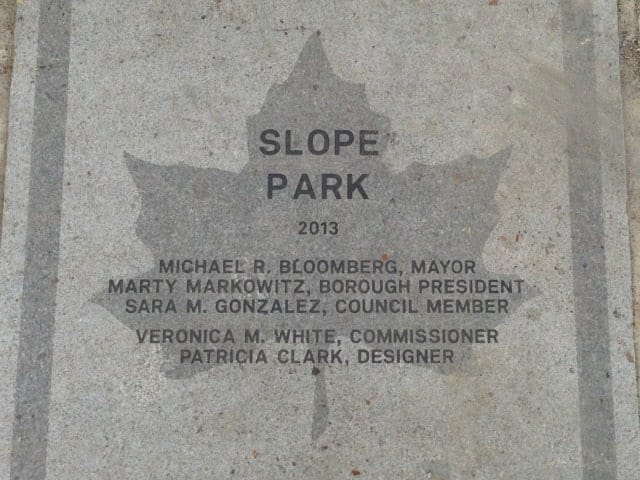 SLOPE
PARK
2013
MICHAEL R. BLOOMBERG, MAYOR
MARTY MARKOWITZ, BOROUGH PRESIDENT
SARA M. GONZALEZ, COUNCIL MEMBER
VERONICA M. WHITE, COMMISSIONER
PATRICIA CLARK, DESIGNER